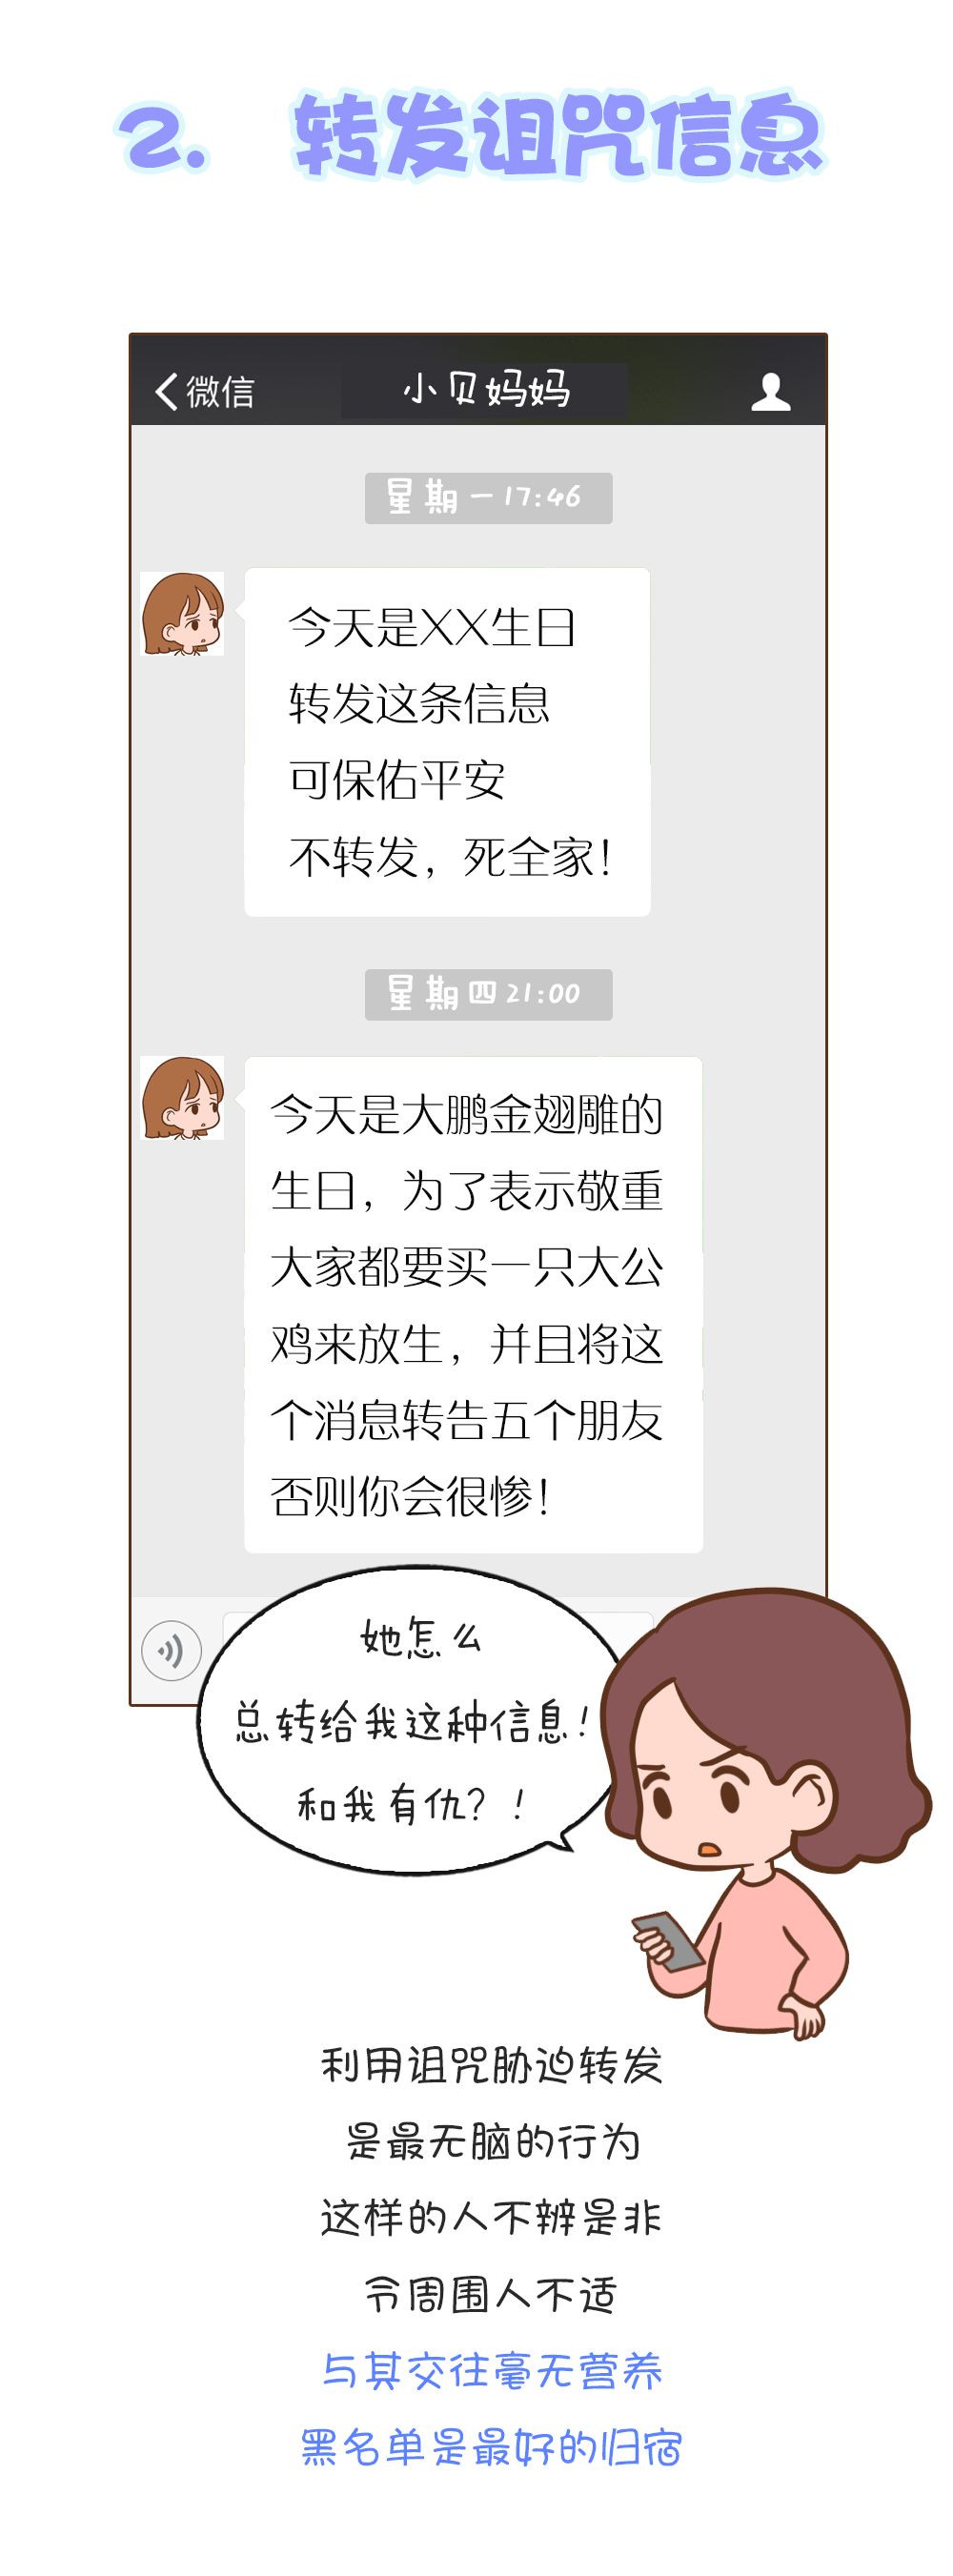 2. 转发诅咒信息
微信 小贝妈妈
星期一 17:46
今天是XX生日
转发这条信息
可保佑平安
不转发，死全家！
星期四 21:00
今天是大鹏金翅雕的
生日，为了表示敬重
大家都要买一只大公
鸡来放生，并且将这
个消息转告五个朋友
否则你会很惨！
她怎么
总转给我这种信息！
和我有仇？！
利用诅咒胁迫转发
是最无脑的行为
这样的人不辨是非
令周围人不适
与其交往毫无营养
黑名单是最好的归宿